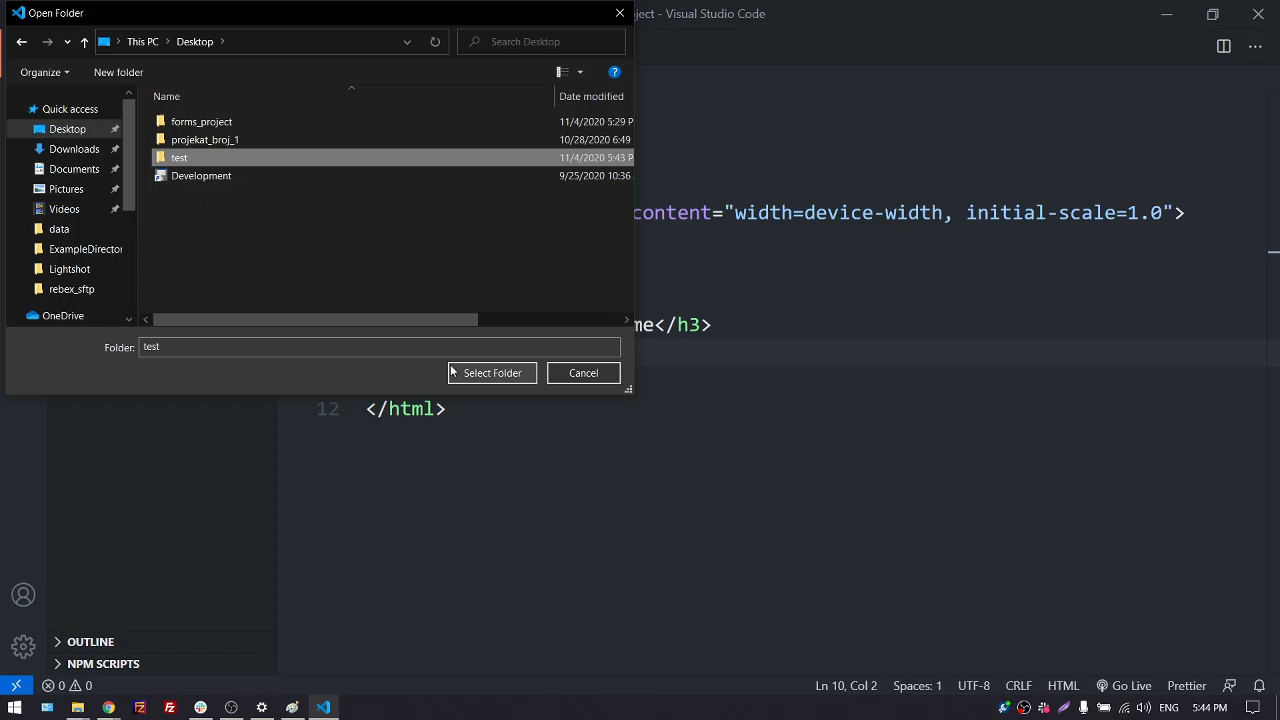 Open Folder
ject - Visual Studio Code
This PC
Desktop
Search Desktop
Organize
New folder
Name
Date modified
Quick access
forms_project
11/4/2020 5:29 P
Desktop
projekat_broj_1
10/28/2020 6:49
Downloads
test
11/4/2020 5:43 P
Documents
Development
9/25/2020 10:36
Pictures
Videos
data
ExampleDirector
Lightshot
rebex_sftp
OneDrive
content="width=device-width, initial-scale=1.0">
me</h3>
Folder:
test
Select Folder
Cancel
12 </html>
OUTLINE
NPM SCRIPTS
0 0
Ln 10, Col 2
Spaces: 1
UTF-8
CRLF
HTML
Go Live
Prettier
ENG
5:44 PM